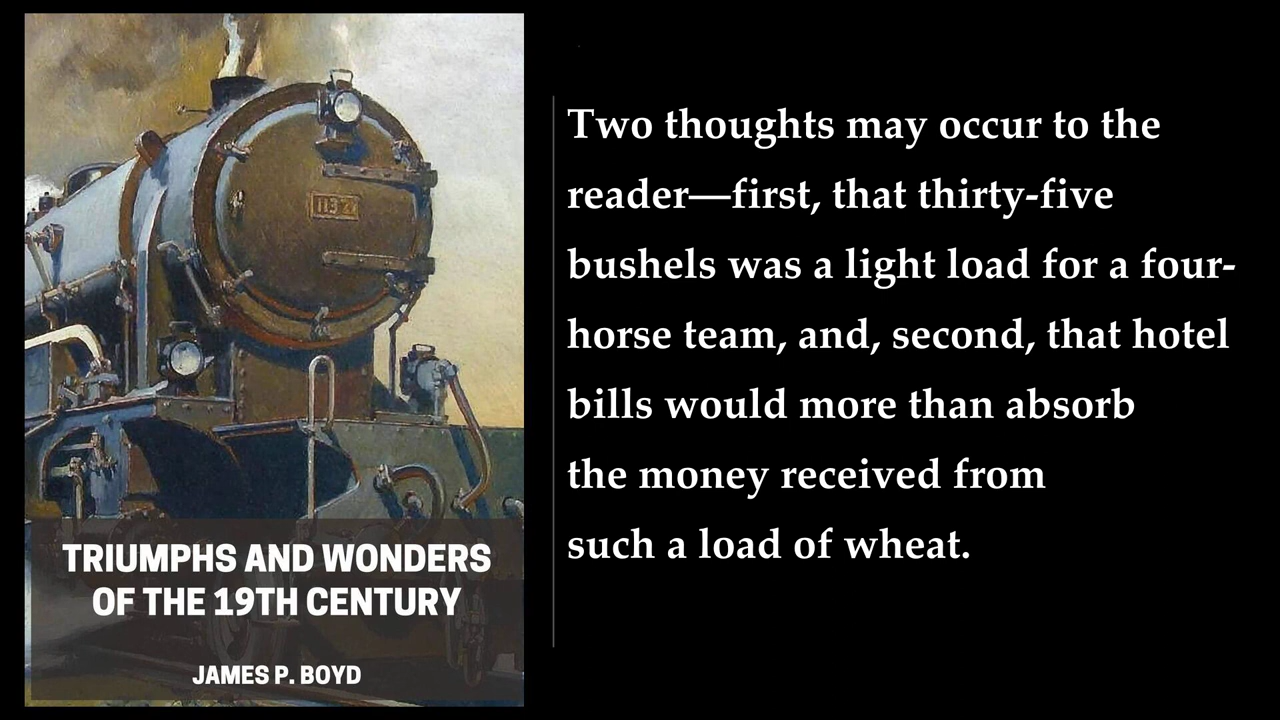 TRIUMPHS AND WONDERS
OF THE 19TH CENTURY
JAMES P. BOYD
Two thoughts may occur to the
reader—first, that thirty-five
bushels was a light load for a four-
horse team, and, second, that hotel
bills would more than absorb
the money received from
such a load of wheat.